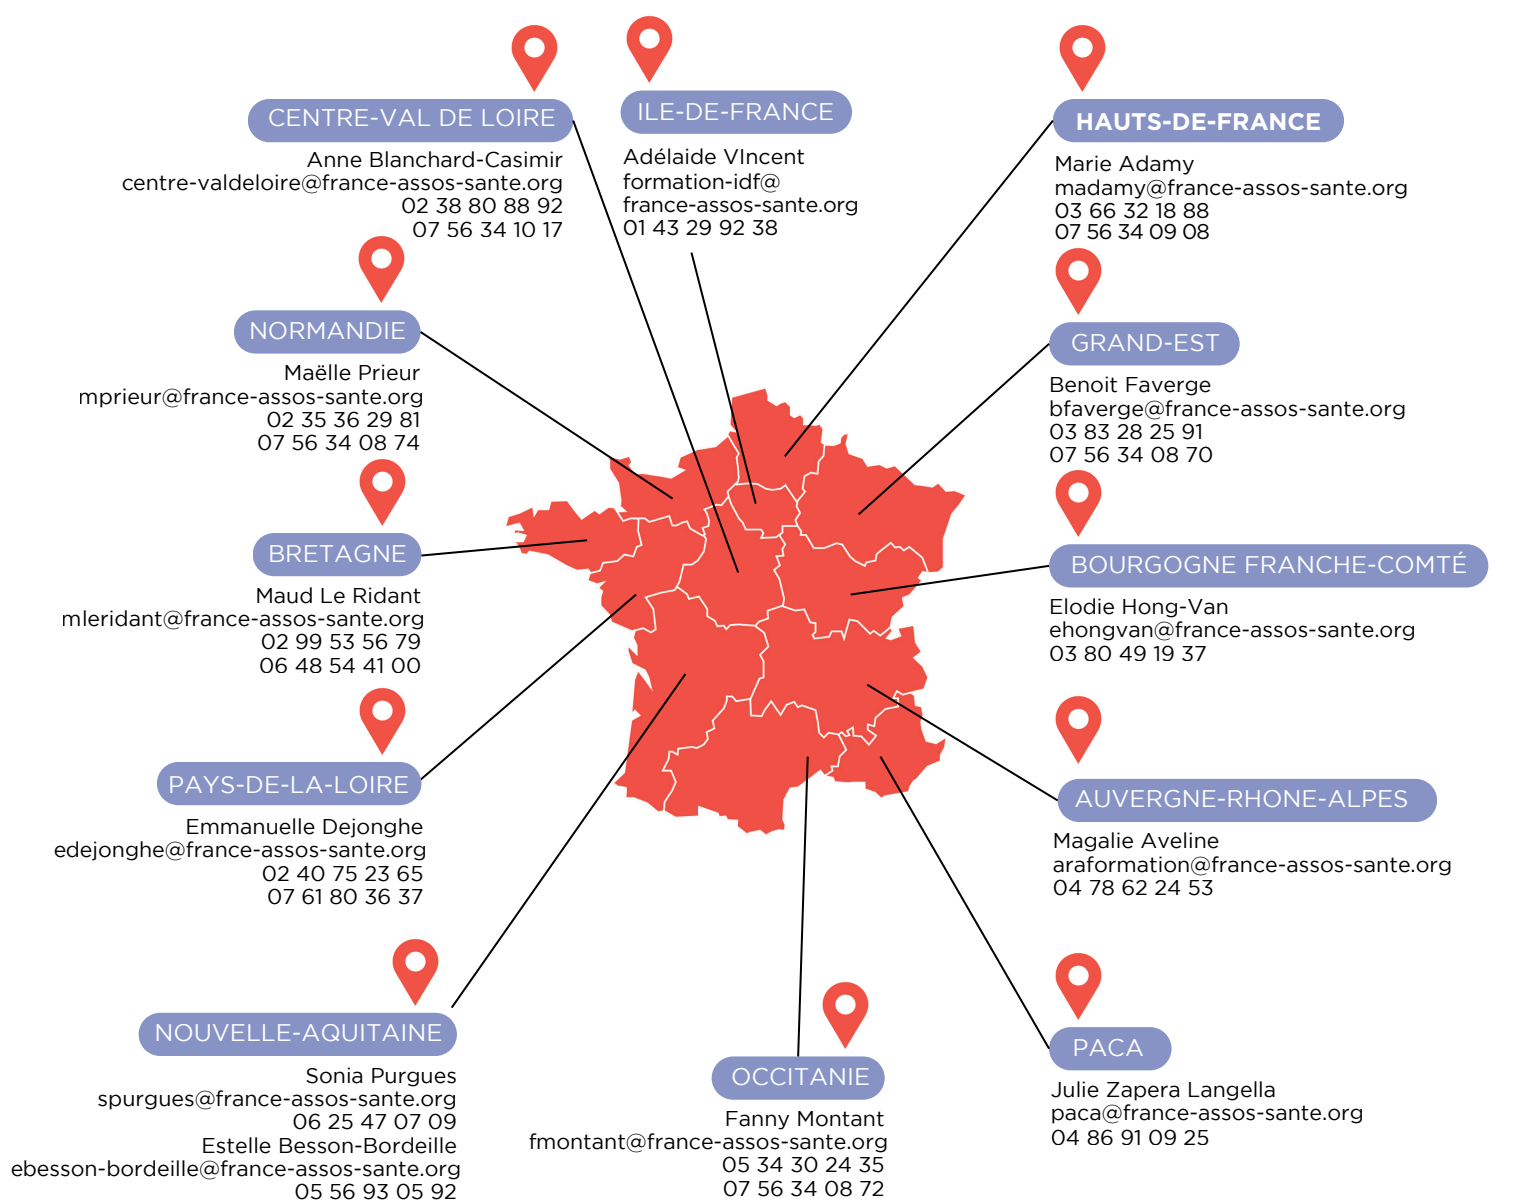 CENTRE-VAL DE LOIRE
Anne Blanchard-Casimir
centre-valdeloire@france-assos-sante.org
02 38 80 88 92
07 56 34 10 17
ILE-DE-FRANCE
Adélaide VIncent
formation-idf@
france-assos-sante.org
01 43 29 92 38
HAUTS-DE-FRANCE
Marie Adamy
madamy@france-assos-sante.org
03 66 32 18 88
07 56 34 09 08
NORMANDIE
Maëlle Prieur
mprieur@france-assos-sante.org
02 35 36 29 81
07 56 34 08 74
GRAND-EST
Benoit Faverge
bfaverge@france-assos-sante.org
03 83 28 25 91
07 56 34 08 70
BRETAGNE
Maud Le Ridant
mleridant@france-assos-sante.org
02 99 53 56 79
06 48 54 41 00
BOURGOGNE FRANCHE-COMTÉ
Elodie Hong-Van
ehongvan@france-assos-sante.org
03 80 49 19 37
PAYS-DE-LA-LOIRE
Emmanuelle Dejonghe
edejonghe@france-assos-sante.org
02 40 75 23 65
07 61 80 36 37
AUVERGNE-RHONE-ALPES
Magalie Aveline
araformation@france-assos-sante.org
04 78 62 24 53
NOUVELLE-AQUITAINE
Sonia Purgues
spurgues@france-assos-sante.org
06 25 47 07 09
Estelle Besson-Bordeille
ebesson-bordeille@france-assos-sante.org
05 56 93 05 92
OCCITANIE
Fanny Montant
fmontant@france-assos-sante.org
05 34 30 24 35
07 56 34 08 72
PACA
Julie Zapera Langella
paca@france-assos-sante.org
04 86 91 09 25